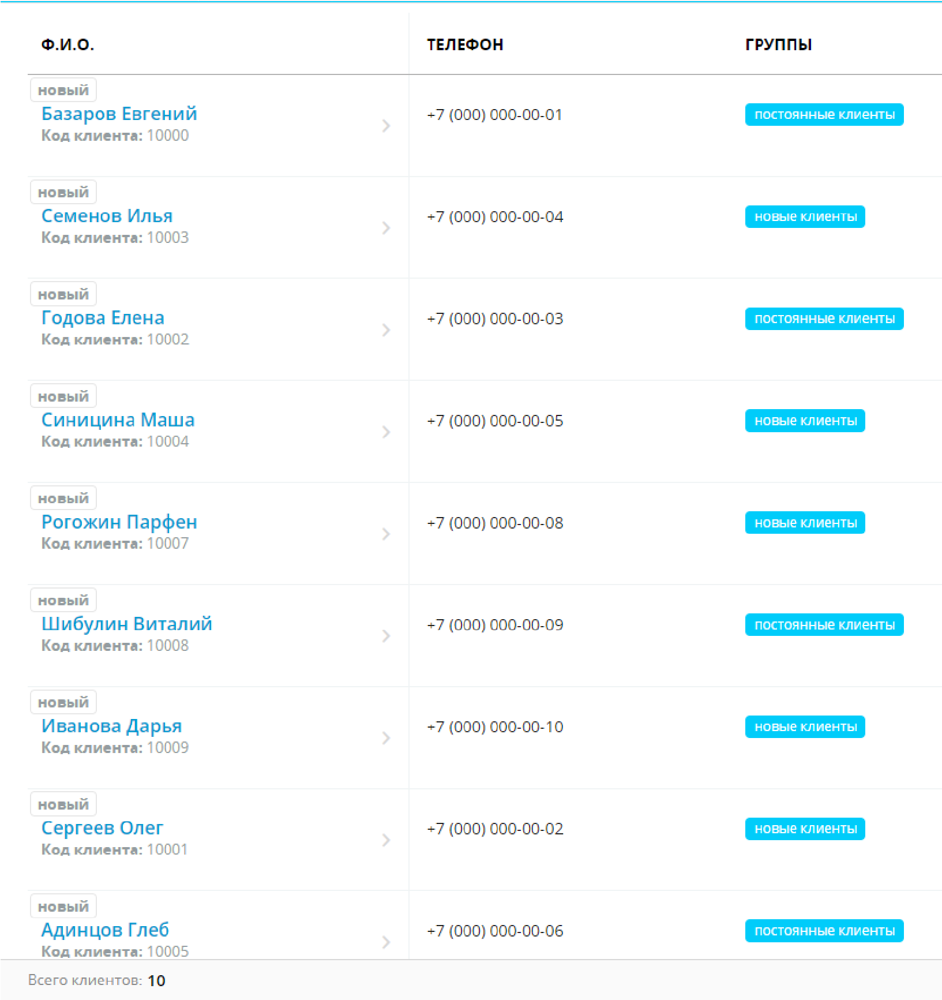 Ф.И.О. ТЕЛЕФОН ГРУППЫ
новый
Базаров Евгений +7 (000) 000-00-01 постоянные клиенты
Код клиента: 10000
новый
Семенов Илья +7 (000) 000-00-04 новые клиенты
Код клиента: 10003
новый
Годова Елена +7 (000) 000-00-03 постоянные клиенты
Код клиента: 10002
новый
Синицина Маша +7 (000) 000-00-05 новые клиенты
Код клиента: 10004
новый
Рогожин Парфен +7 (000) 000-00-08 новые клиенты
Код клиента: 10007
новый
Шибулин Виталий +7 (000) 000-00-09 постоянные клиенты
Код клиента: 10008
новый
Иванова Дарья +7 (000) 000-00-10 новые клиенты
Код клиента: 10009
новый
Сергеев Олег +7 (000) 000-00-02 новые клиенты
Код клиента: 10001
новый
Адинцов Глеб +7 (000) 000-00-06 постоянные клиенты
Код клиента: 10005
Всего клиентов: 10